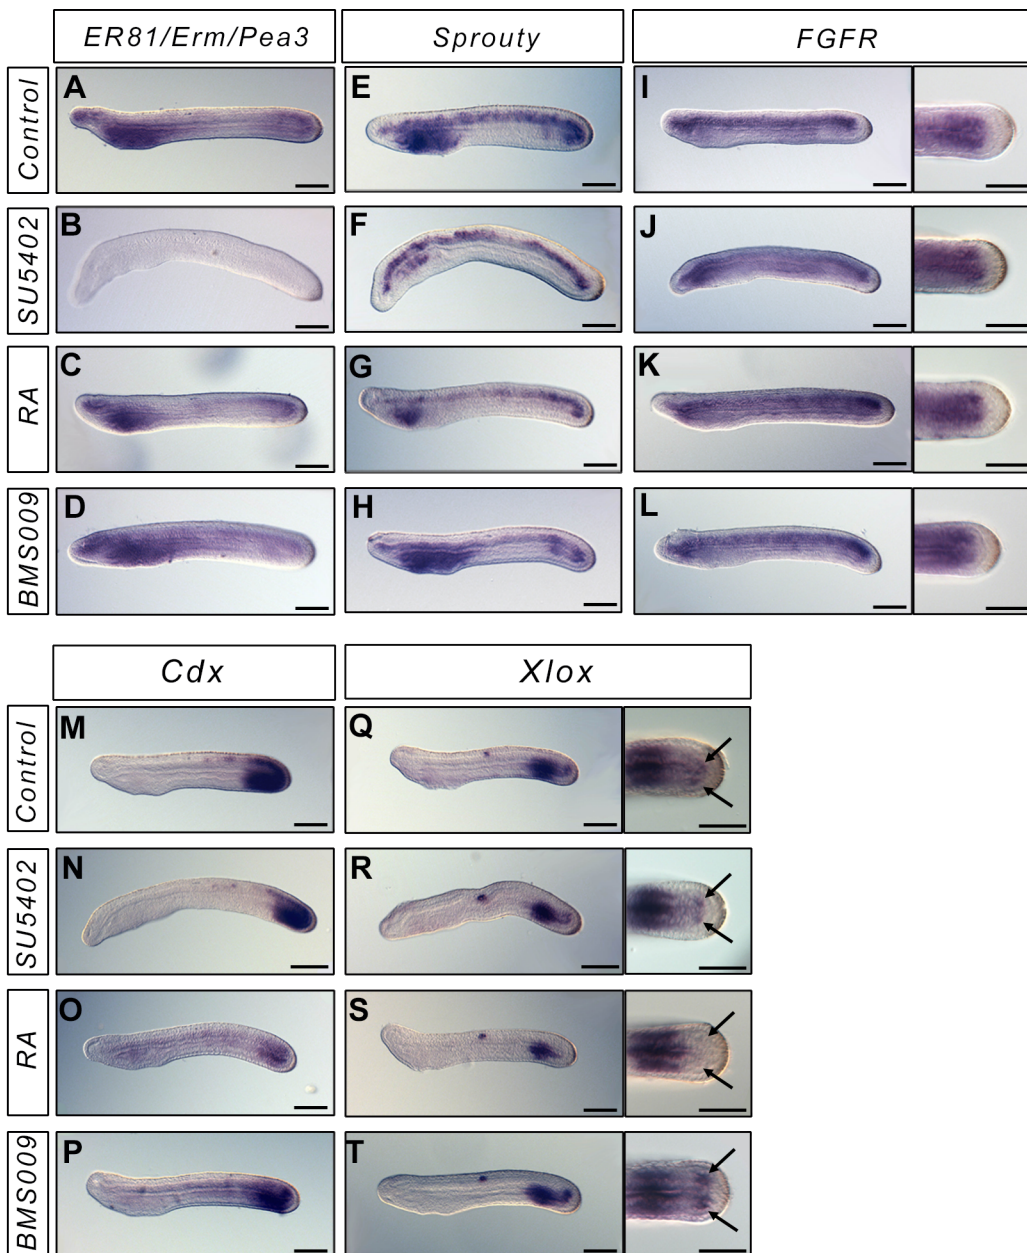 ER81/Erm/Pea3 Sprouty FGFR
Control A E I
SU5402 B F J
RA C G K
BMS009 D H L
Cdx Xlox
Control M Q
SU5402 N R
RA O S
BMS009 P T